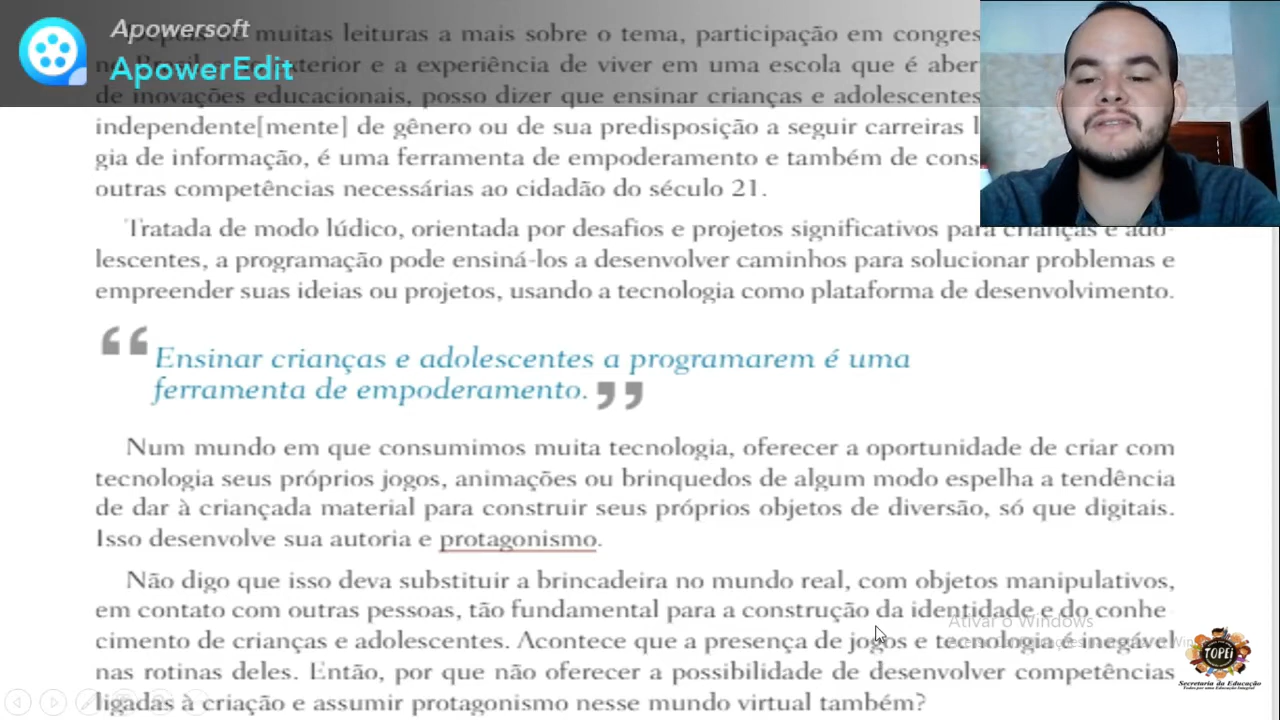 Apowersoft
ApowerEdit
muitas leituras a mais sobre o tema, participação em congres
exterior e a experiência de viver em uma escola que é aber
de inovações educacionais, posso dizer que ensinar crianças e adolescentes
independente[mente] de gênero ou de sua predisposição a seguir carreiras l
gia de informação, é uma ferramenta de empoderamento e também de cons
outras competências necessárias ao cidadão do século 21.
Tratada de modo lúdico, orientada por desafios e projetos significativos para crianças e ado-
lescentes, a programação pode ensiná-los a desenvolver caminhos para solucionar problemas e
empreender suas ideias ou projetos, usando a tecnologia como plataforma de desenvolvimento.
“Ensinar crianças e adolescentes a programarem é uma
ferramenta de empoderamento.”
Num mundo em que consumimos muita tecnologia, oferecer a oportunidade de criar com
tecnologia seus próprios jogos, animações ou brinquedos de algum modo espelha a tendência
de dar à criançada material para construir seus próprios objetos de diversão, só que digitais.
Isso desenvolve sua autoria e protagonismo.
Não digo que isso deva substituir a brincadeira no mundo real, com objetos manipulativos,
em contato com outras pessoas, tão fundamental para a construção da identidade e do conhe
cimento de crianças e adolescentes. Acontece que a presença de jogos e tecnologia é inegável
nas rotinas deles. Então, por que não oferecer a possibilidade de desenvolver competências
ligadas à criação e assumir protagonismo nesse mundo virtual também?
Ativar o Windows
TOPEI
Secretaria da Educação
Todos por uma Educação Integral